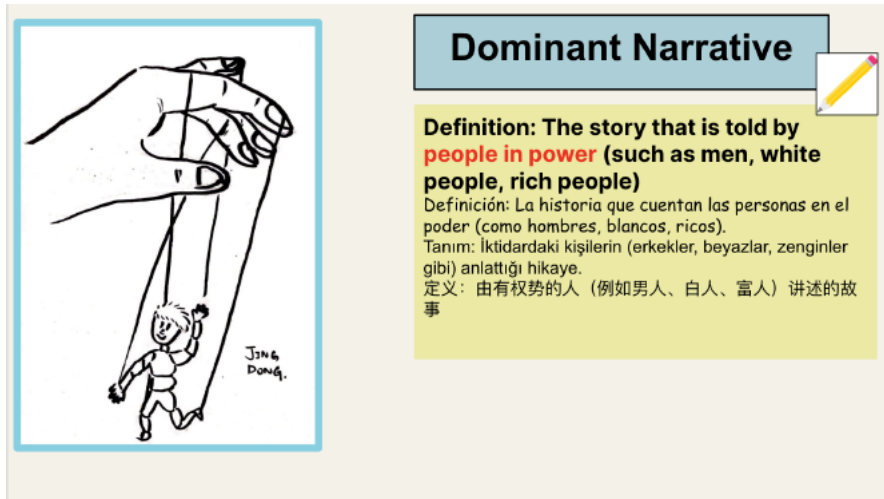 Dominant Narrative
Definition: The story that is told by
people in power (such as men, white
people, rich people)
Definición: La historia que cuentan las personas en el
poder (como hombres, blancos, ricos).
Tanım: İktidardaki kişilerin (erkekler, beyazlar, zenginler
gibi) anlattığı hikaye.
定义：由有权势的人（例如男人、白人、富人）讲述的故
事
JING
DONG.